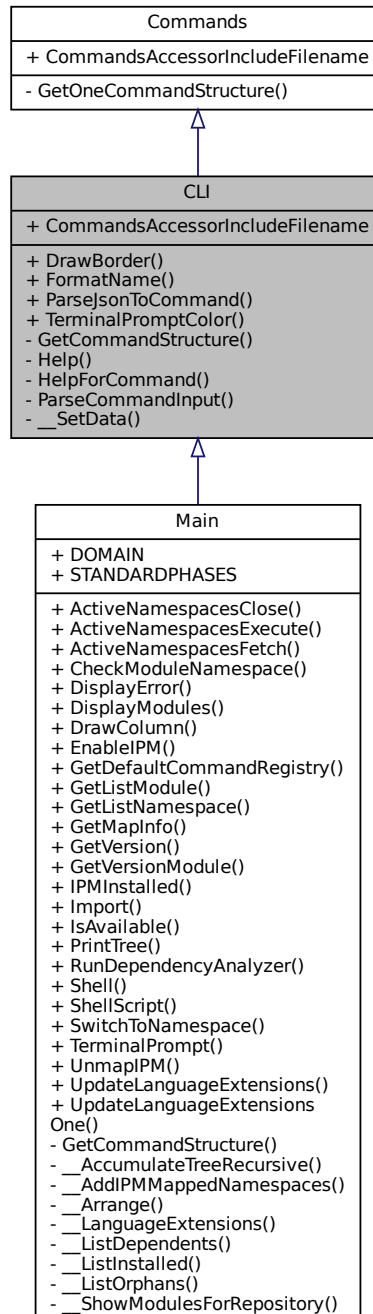 Commands
+ CommandsAccessorIncludeFilename
- GetOneCommandStructure()
CLI
+ CommandsAccessorIncludeFilename
+ DrawBorder()
+ FormatName()
+ ParseJsonToCommand()
+ TerminalPromptColor()
- GetCommandStructure()
- Help()
- HelpForCommand()
- ParseCommandInput()
- __SetData()
Main
+ DOMAIN
+ STANDARDPHASES
+ ActiveNamespacesClose()
+ ActiveNamespacesExecute()
+ ActiveNamespacesFetch()
+ CheckModuleNamespace()
+ DisplayError()
+ DisplayModules()
+ DrawColumn()
+ EnableIPM()
+ GetDefaultCommandRegistry()
+ GetListModule()
+ GetListNamespace()
+ GetMapInfo()
+ GetVersion()
+ GetVersionModule()
+ IPMInstalled()
+ Import()
+ IsAvailable()
+ PrintTree()
+ RunDependencyAnalyzer()
+ Shell()
+ ShellScript()
+ SwitchToNamespace()
+ TerminalPrompt()
+ UnmapIPM()
+ UpdateLanguageExtensions()
+ UpdateLanguageExtensions
One()
- GetCommandStructure()
- __AccumulateTreeRecursive()
- __AddIPMMappedNamespaces()
- __Arrange()
- __LanguageExtensions()
- __ListDependents()
- __ListInstalled()
- __ListOrphans()
- __ShowModulesForRepository()